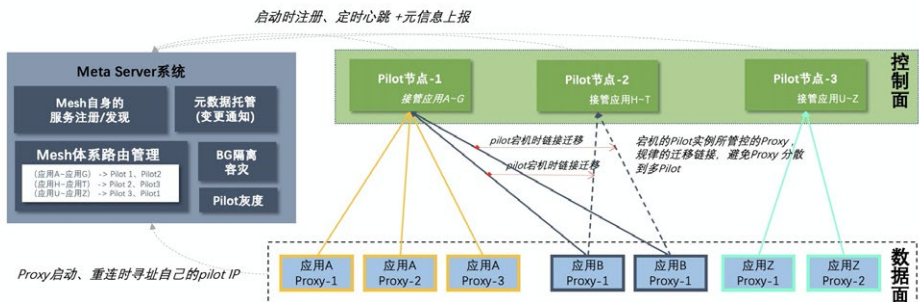 启动时注册、定时心跳 +元信息上报
Meta Server系统
Mesh自身的
服务注册/发现
元数据托管
(变更通知)
Mesh体系路由管理
(应用A~应用G) -> Pilot 1、Pilot2
(应用H~应用T) -> Pilot 2、Pilot3
(应用U~应用Z) -> Pilot 3、Pilot1
BG隔离
容灾
Pilot灰度
Pilot节点-1
接管应用A~G
Pilot节点-2
接管应用H~T
Pilot节点-3
接管应用U~Z
控制面
pilot宕机时链接迁移
pilot宕机时链接迁移
宕机的Pilot实例所管控的Proxy，
规律的迁移链接，避免Proxy 分散
到多Pilot
Proxy启动、重连时寻址自己的pilot IP
应用A
Proxy-1
应用A
Proxy-2
应用A
Proxy-3
应用B
Proxy-1
应用B
Proxy-1
应用Z
Proxy-1
应用Z
Proxy-2
数据面